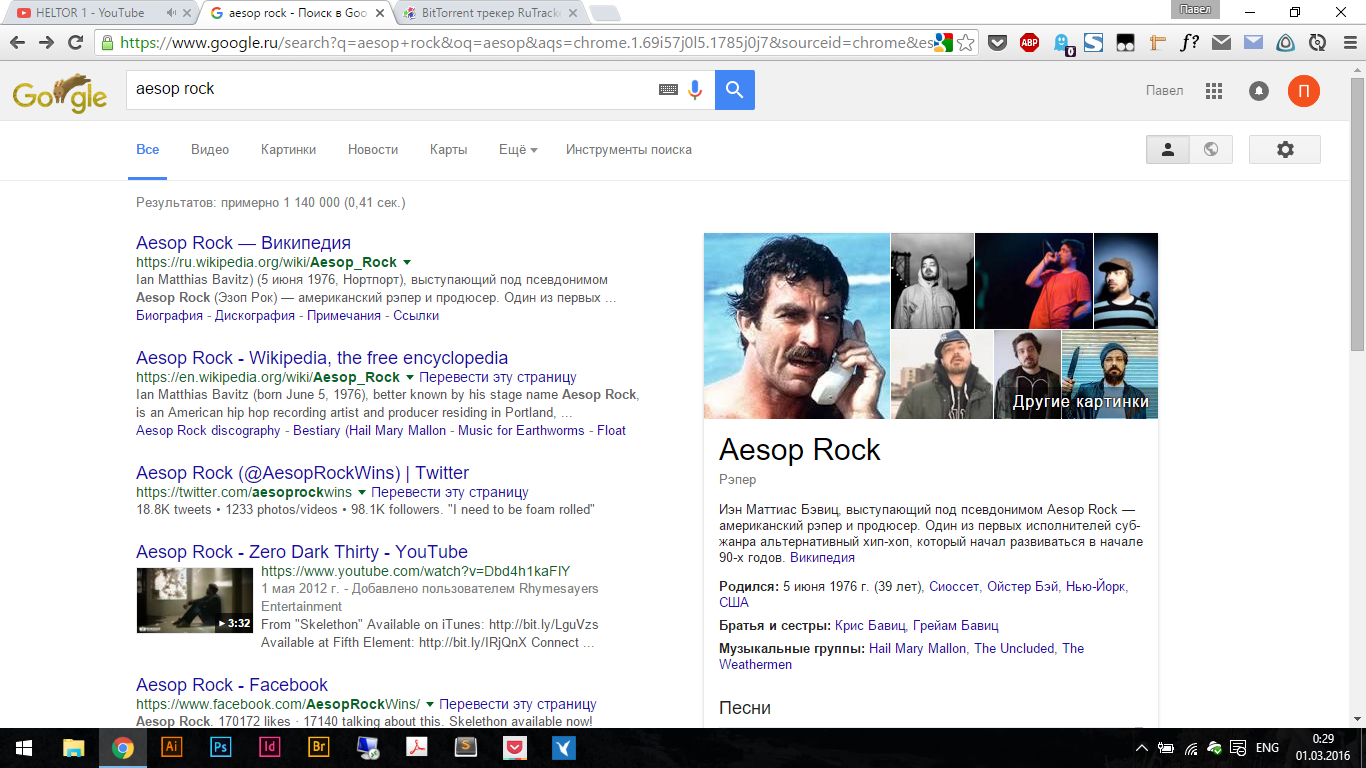 HELTOR 1 - YouTube
aesop rock - Поиск в Goo
BitTorrent трекер RuTrack
Павел
https://www.google.ru/search?q=aesop+rock&oq=aesop&aqs=chrome.1.69i57j0l5.1785j0j7&sourceid=chrome&es
ABP
0
f?
Google
aesop rock
Павел
П
Все
Видео
Картинки
Новости
Карты
Ещё
Инструменты поиска
Результатов: примерно 1 140 000 (0,41 сек.)
Aesop Rock — Википедия
https://ru.wikipedia.org/wiki/Aesop_Rock
Ian Matthias Bavitz) (5 июня 1976, Нортпорт), выступающий под псевдонимом
Aesop Rock (Эзоп Рок) — американский рэпер и продюсер. Один из первых ...
Биография - Дискография - Примечания - Ссылки
Aesop Rock - Wikipedia, the free encyclopedia
https://en.wikipedia.org/wiki/Aesop_Rock Перевести эту страницу
Ian Matthias Bavitz (born June 5, 1976), better known by his stage name Aesop Rock,
is an American hip hop recording artist and producer residing in Portland, ...
Aesop Rock discography - Bestiary (Hail Mary Mallon - Music for Earthworms - Float
Aesop Rock (@AesopRockWins) | Twitter
https://twitter.com/aesoprockwins Перевести эту страницу
18.8K tweets • 1233 photos/videos • 98.1K followers. "I need to be foam rolled"
Aesop Rock - Zero Dark Thirty - YouTube
https://www.youtube.com/watch?v=Dbd4h1kaFlY
1 мая 2012 г. - Добавлено пользователем Rhymesayers
Entertainment
From "Skelethon" Available on iTunes: http://bit.ly/LguVzs
Available at Fifth Element: http://bit.ly/IRjQnX Connect ...
3:32
Aesop Rock - Facebook
https://www.facebook.com/AesopRockWins/ Перевести эту страницу
Aesop Rock. 170172 likes · 17140 talking about this. Skelethon available now!
Другие картинки
Aesop Rock
Рэпер
Иэн Маттиас Бэвиц, выступающий под псевдонимом Aesop Rock —
американский рэпер и продюсер. Один из первых исполнителей суб-
жанра альтернативный хип-хоп, который начал развиваться в начале
90-х годов. Википедия
Родился: 5 июня 1976 г. (39 лет), Сиоссет, Ойстер Бэй, Нью-Йорк,
США
Братья и сестры: Крис Бавиц, Грейам Бавиц
Музыкальные группы: Hail Mary Mallon, The Uncluded, The
Weathermen
Песни
Ai
Ps
Id
Br
S
ENG
0:29
01.03.2016